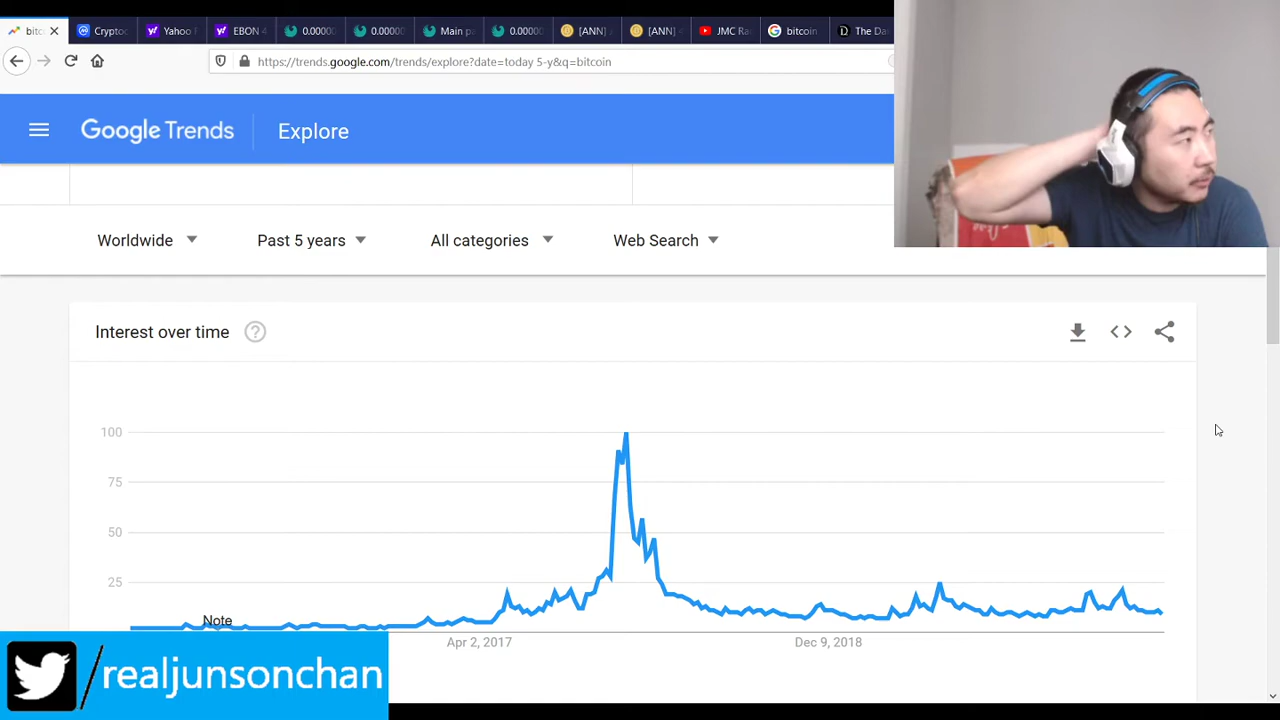 bitc
Cryptoc
Yahoo
EBON 4
0.0000
0.0000
Main p
0.0000
[ANN]
[ANN]
JMC Ra
bitcoin
The Da
https://trends.google.com/trends/explore?date=today 5-y&q=bitcoin
Google Trends
Explore
Worldwide
Past 5 years
All categories
Web Search
Interest over time
?
100
75
50
25
Note
Apr 2, 2017
Dec 9, 2018
/realjunsonchan